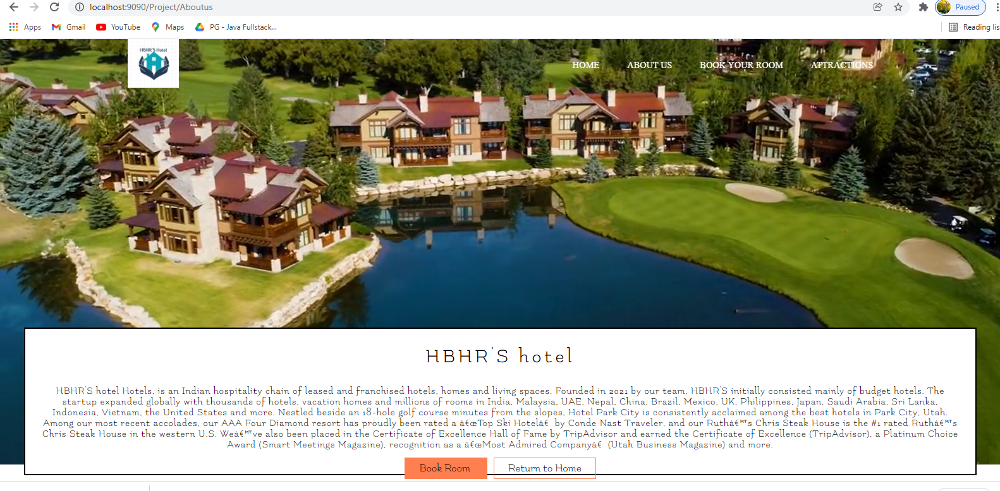 localhost:9090/Project/Aboutus
Paused
Apps
Gmail
YouTube
Maps
PG - Java Fullstack...
Reading lis
HBHR'S Hotel
HOME
ABOUT US
BOOK YOUR ROOM
ATTRACTIONS
HBHR'S hotel
HBHR'S hotel Hotels, is an Indian hospitality chain of leased and franchised hotels, homes and living spaces. Founded in 2021 by our team, HBHR'S initially consisted mainly of budget hotels. The
startup expanded globally with thousands of hotels, vacation homes and millions of rooms in India, Malaysia, UAE, Nepal, China, Brazil, Mexico, UK, Philippines, Japan, Saudi Arabia, Sri Lanka,
Indonesia, Vietnam, the United States and more. Nestled beside an 18-hole golf course minutes from the slopes, Hotel Park City is consistently acclaimed among the best hotels in Park City, Utah.
Among our most recent accolades, our AAA Four Diamond resort has proudly been rated a â€œTop Ski Hotelâ€ by Conde Nast Traveler, and our Ruthâ€™s Chris Steak House is the #1 rated Ruthâ€™s
Chris Steak House in the western U.S. Weâ€™ve also been placed in the Certificate of Excellence Hall of Fame by TripAdvisor and earned the Certificate of Excellence (TripAdvisor), a Platinum Choice
Award (Smart Meetings Magazine), recognition as a â€œMost Admired Companyâ€ (Utah Business Magazine) and more.
Book Room
Return to Home